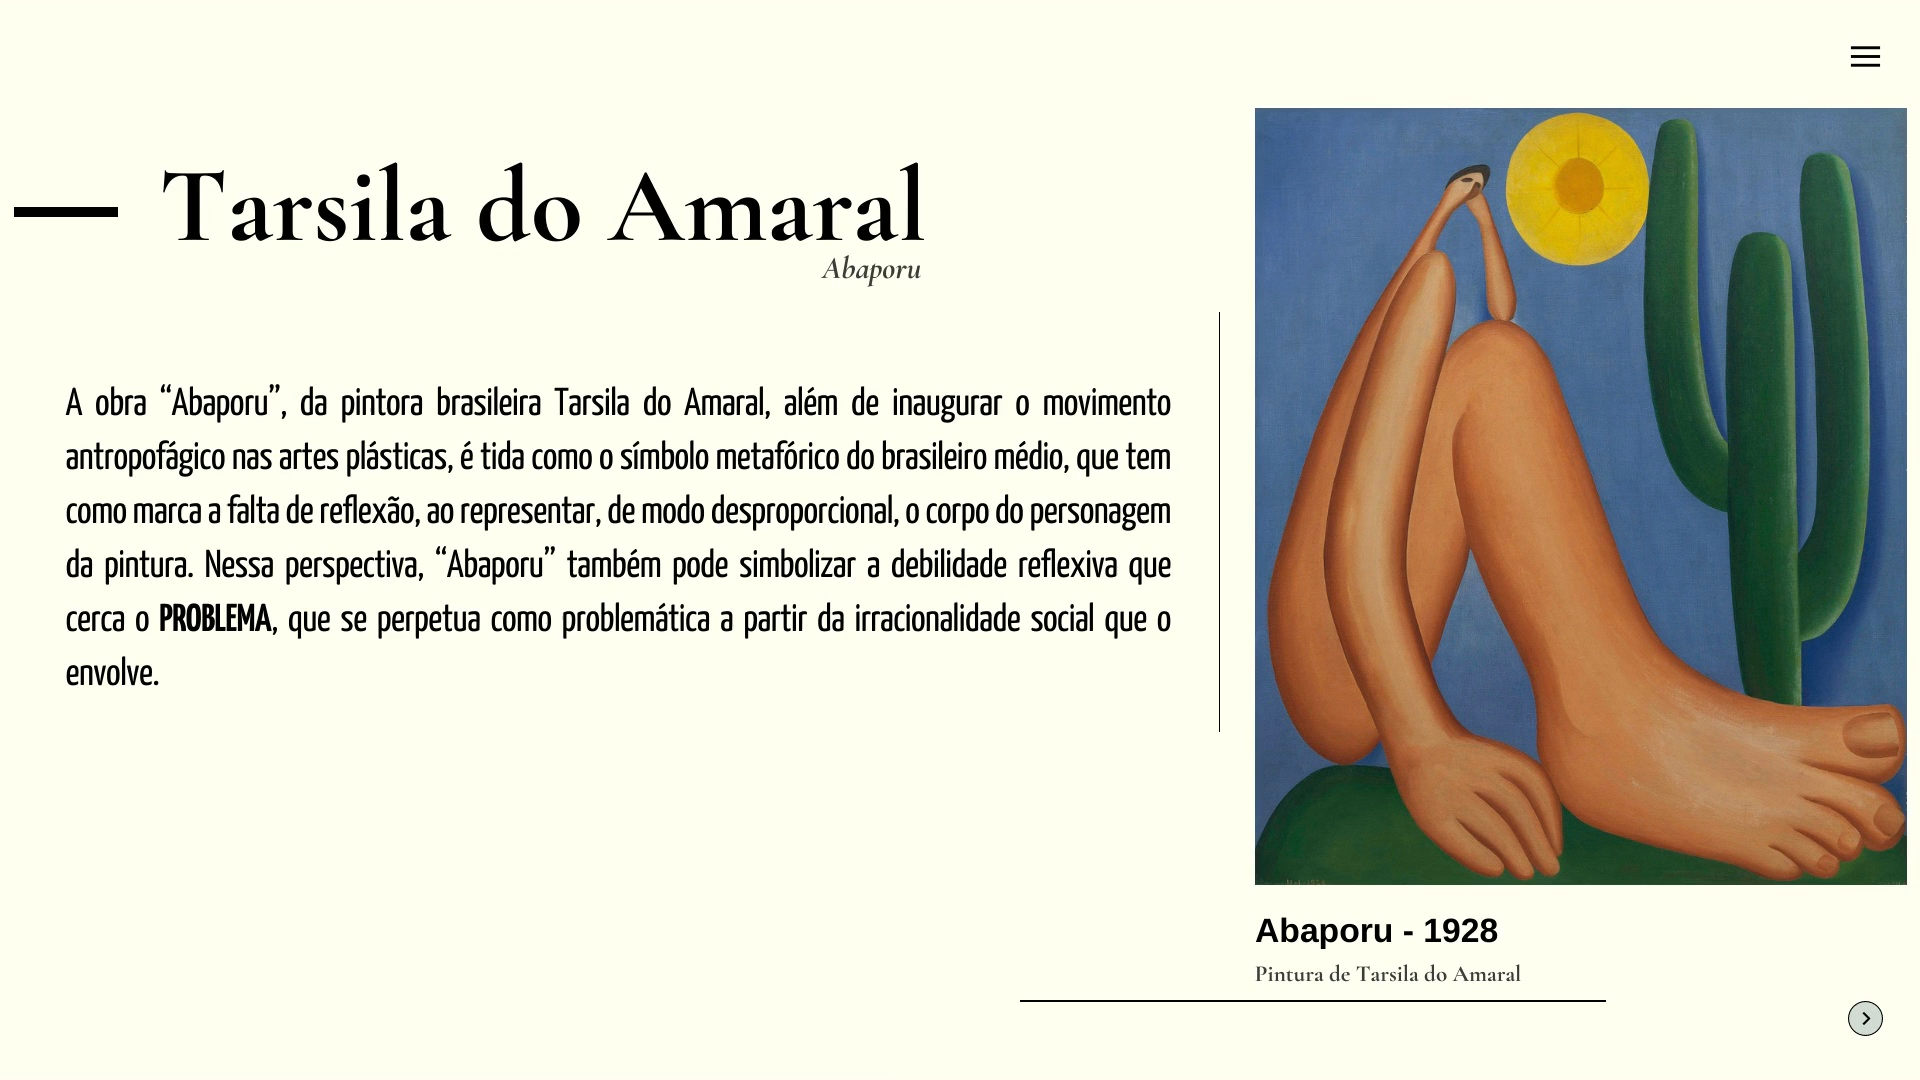 Tarsila do Amaral
Abaporu
A obra “Abaporu”, da pintora brasileira Tarsila do Amaral, além de inaugurar o movimento
antropofágico nas artes plásticas, é tida como o símbolo metafórico do brasileiro médio, que tem
como marca a falta de reflexão, ao representar, de modo desproporcional, o corpo do personagem
da pintura. Nessa perspectiva, “Abaporu” também pode simbolizar a debilidade reflexiva que
cerca o PROBLEMA, que se perpetua como problemática a partir da irracionalidade social que o
envolve.
Abaporu - 1928
Pintura de Tarsila do Amaral